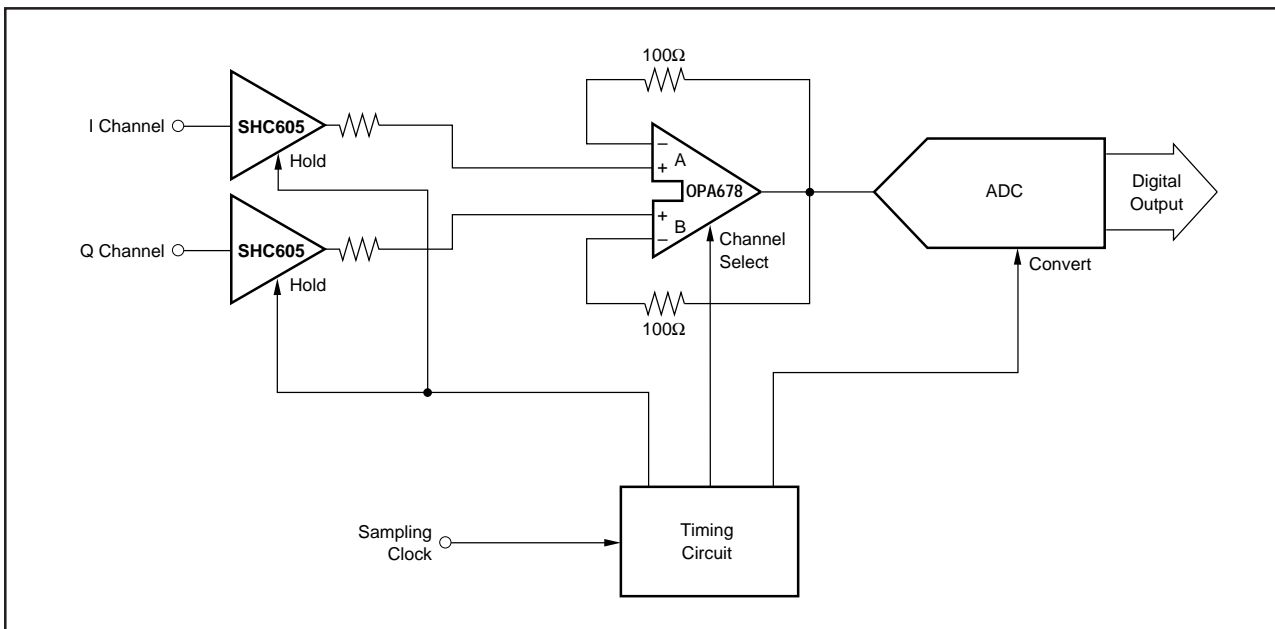 100Ω
I Channel
SHC605
Hold
−
A
+
OPA678
+
B
−
Q Channel
SHC605
Hold
100Ω
Channel
Select
ADC
Digital
Output
Convert
Sampling
Clock
Timing
Circuit